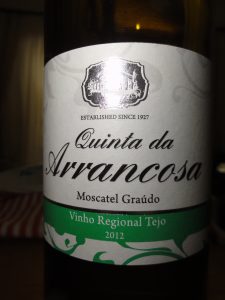 ESTABLISHED SINCE 1927
Quinta da
Arrancosa
Moscatel Graúdo
Vinho Regional Tejo
2012